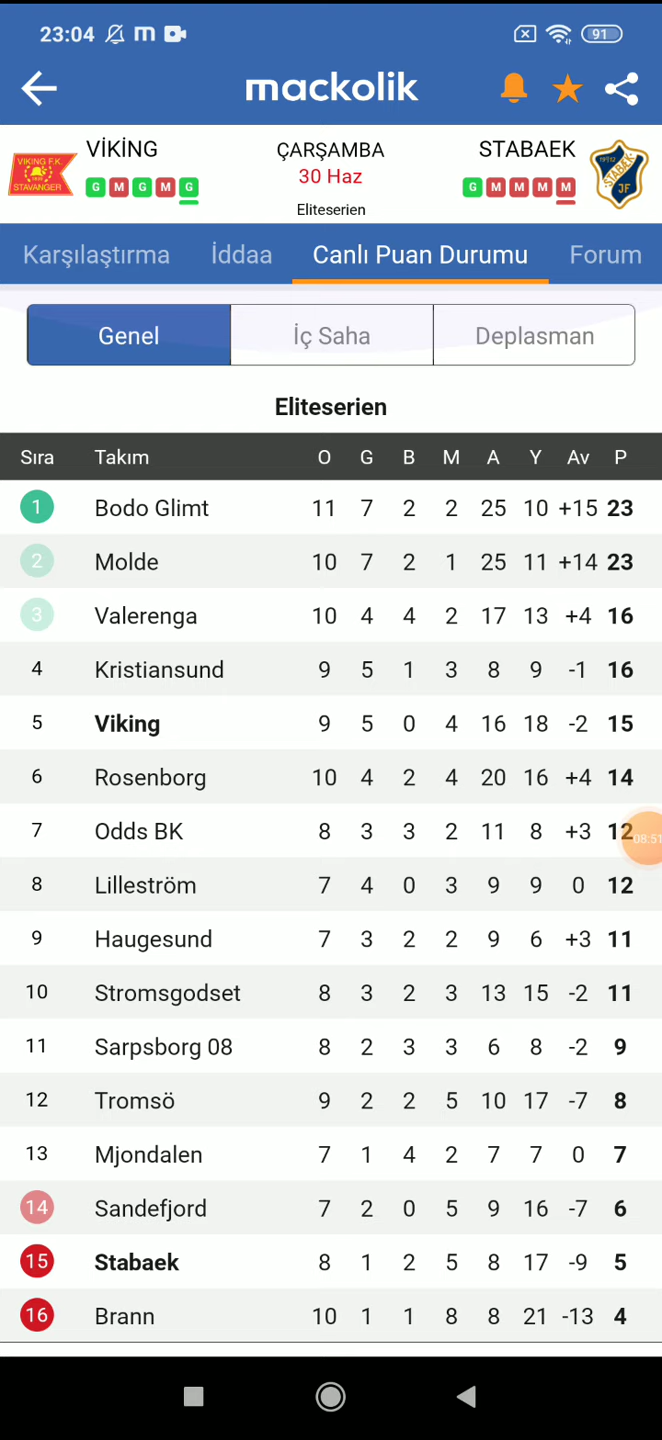 23:04 m 91
mackolik
VİKİNG ÇARŞAMBA STABAEK
VIKING F.K. STAVANGER G M G M G 30 Haz G M M M M 1912 STABÆK JF
Eliteserien
Karşılaştırma İddaa Canlı Puan Durumu Forum
Genel İç Saha Deplasman
Eliteserien
Sıra Takım O G B M A Y Av P
1 Bodo Glimt 11 7 2 2 25 10 +15 23
2 Molde 10 7 2 1 25 11 +14 23
3 Valerenga 10 4 4 2 17 13 +4 16
4 Kristiansund 9 5 1 3 8 9 -1 16
5 Viking 9 5 0 4 16 18 -2 15
6 Rosenborg 10 4 2 4 20 16 +4 14
7 Odds BK 8 3 3 2 11 8 +3 12
08:51
8 Lilleström 7 4 0 3 9 9 0 12
9 Haugesund 7 3 2 2 9 6 +3 11
10 Stromsgodset 8 3 2 3 13 15 -2 11
11 Sarpsborg 08 8 2 3 3 6 8 -2 9
12 Tromsö 9 2 2 5 10 17 -7 8
13 Mjondalen 7 1 4 2 7 7 0 7
14 Sandefjord 7 2 0 5 9 16 -7 6
15 Stabaek 8 1 2 5 8 17 -9 5
16 Brann 10 1 1 8 8 21 -13 4